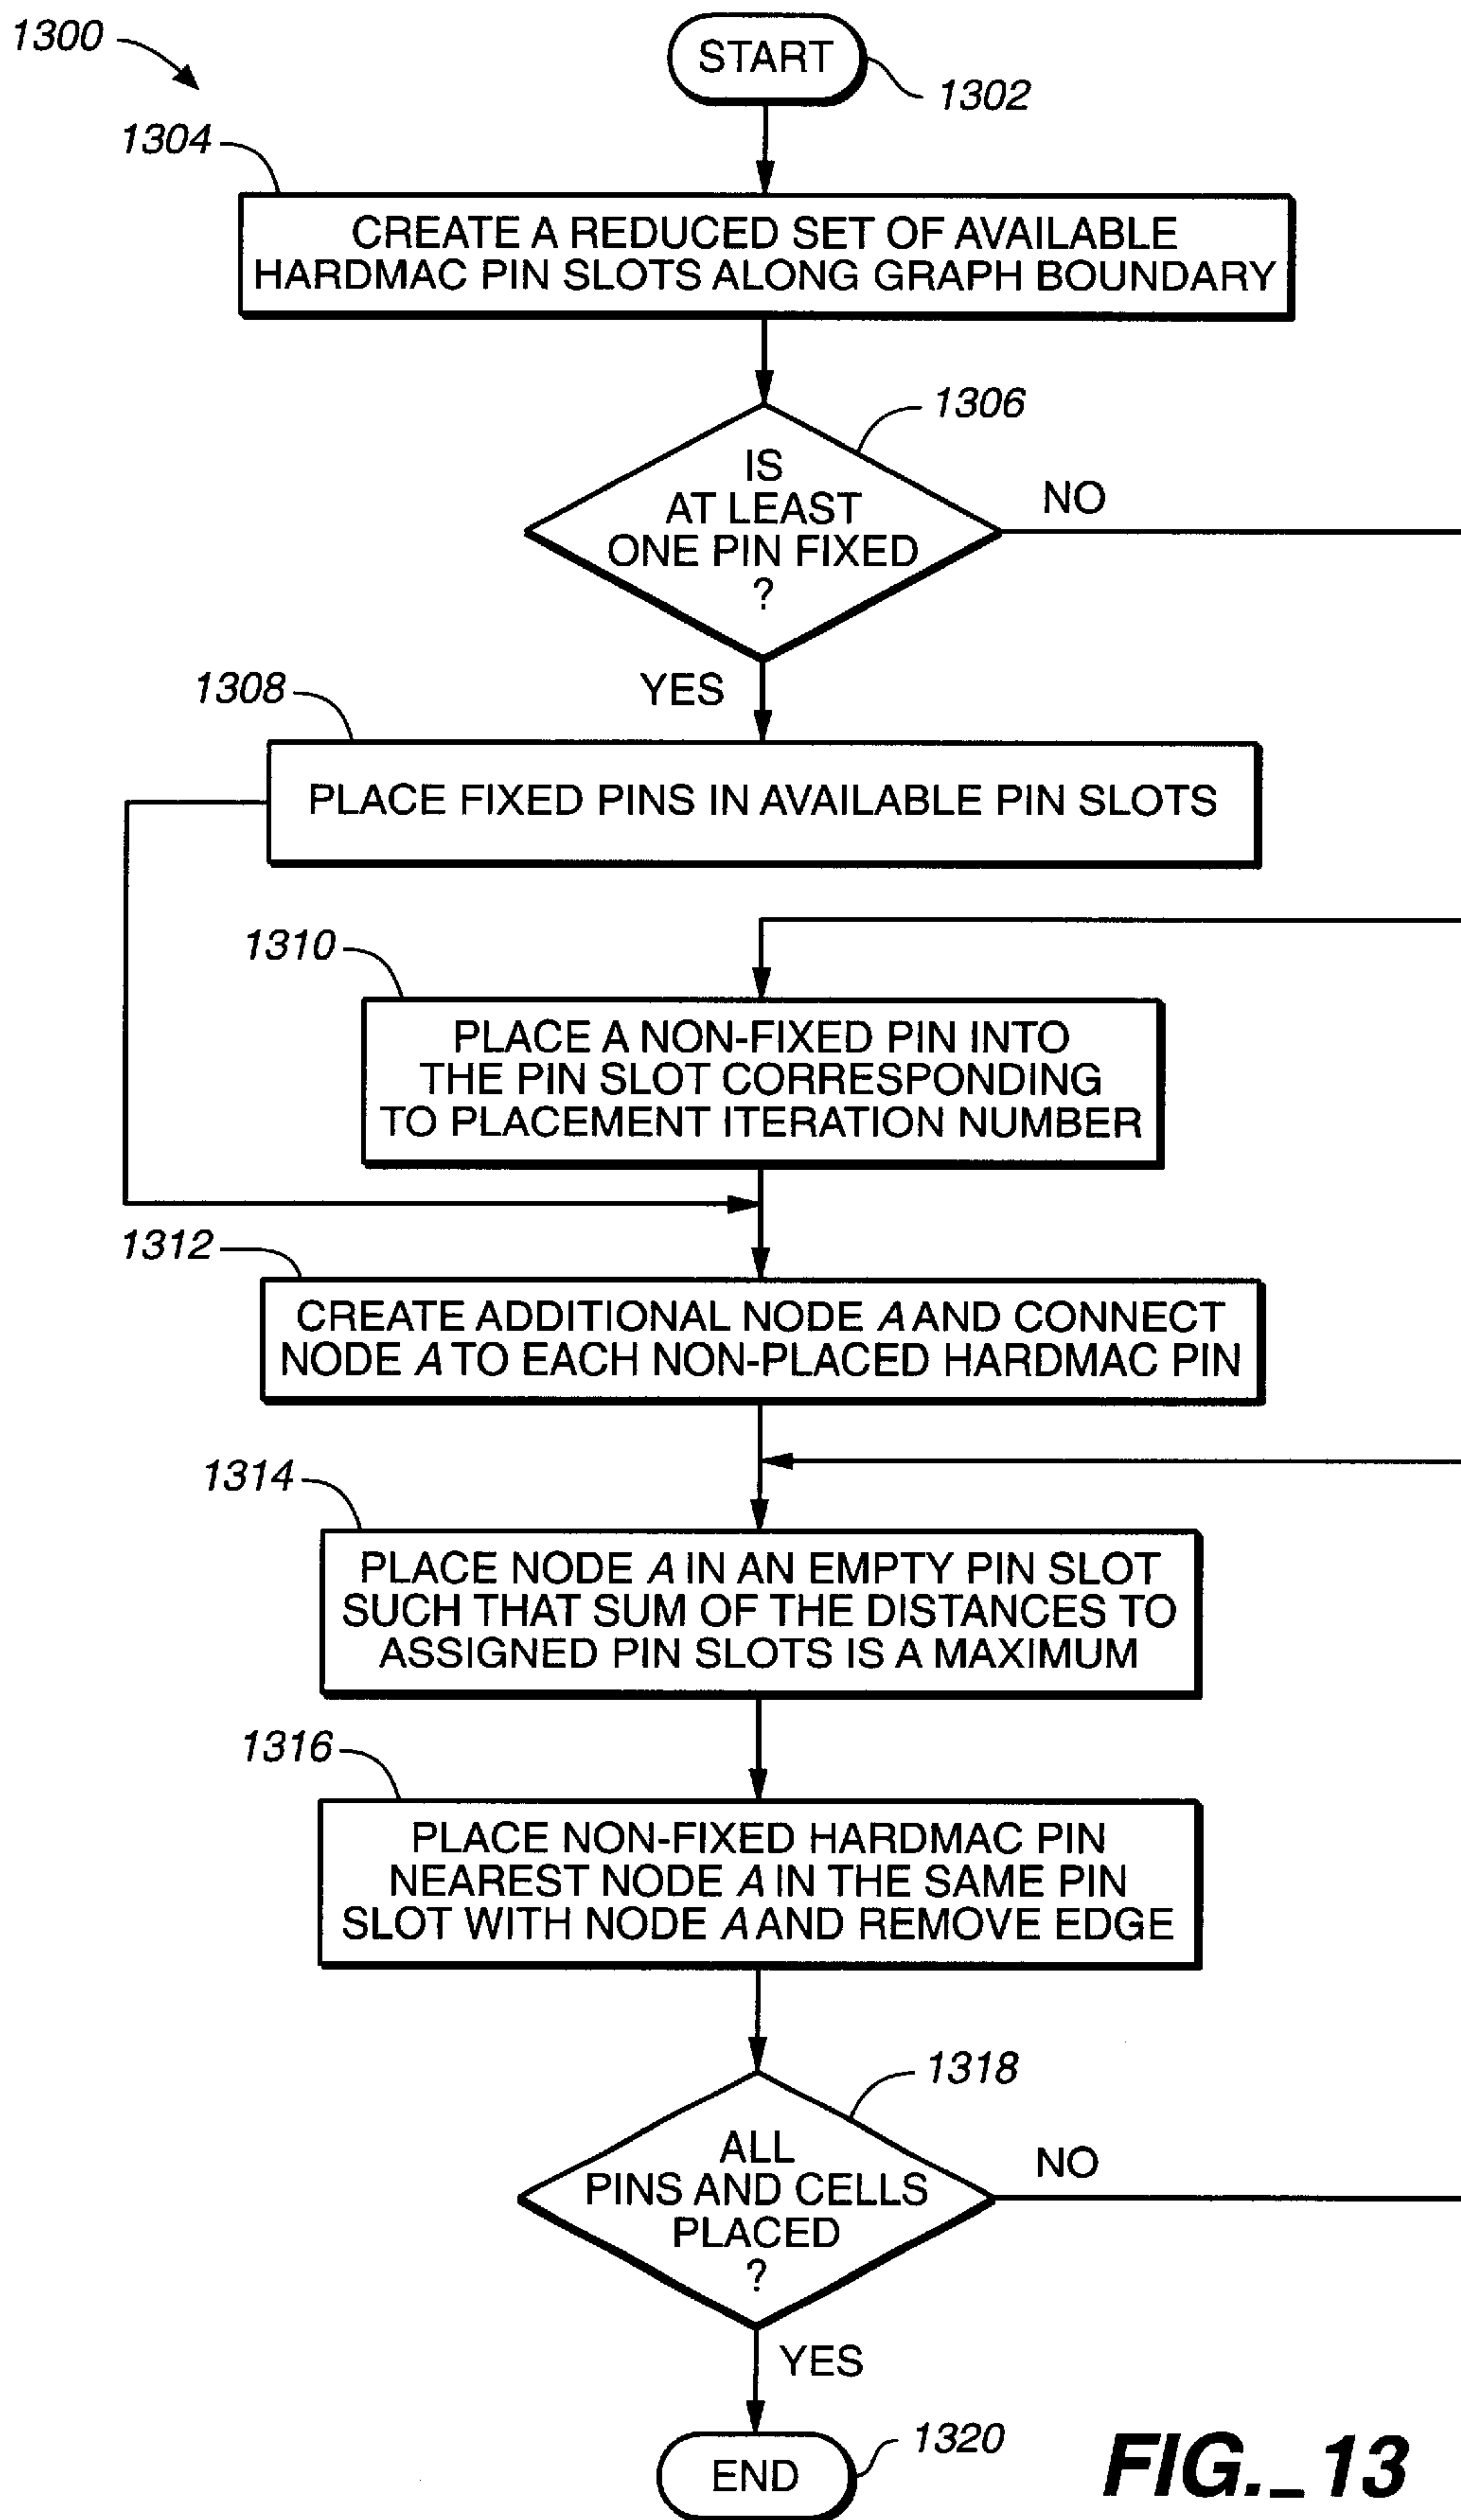 1300
START
1302
1304
CREATE A REDUCED SET OF AVAILABLE
HARDMAC PIN SLOTS ALONG GRAPH BOUNDARY
1306
IS
AT LEAST
ONE PIN FIXED
?
NO
YES
1308
PLACE FIXED PINS IN AVAILABLE PIN SLOTS
1310
PLACE A NON-FIXED PIN INTO
THE PIN SLOT CORRESPONDING
TO PLACEMENT ITERATION NUMBER
1312
CREATE ADDITIONAL NODE A AND CONNECT
NODE A TO EACH NON-PLACED HARDMAC PIN
1314
PLACE NODE A IN AN EMPTY PIN SLOT
SUCH THAT SUM OF THE DISTANCES TO
ASSIGNED PIN SLOTS IS A MAXIMUM
1316
PLACE NON-FIXED HARDMAC PIN
NEAREST NODE A IN THE SAME PIN
SLOT WITH NODE A AND REMOVE EDGE
1318
ALL
PINS AND CELLS
PLACED
?
NO
YES
END
1320
FIG._13